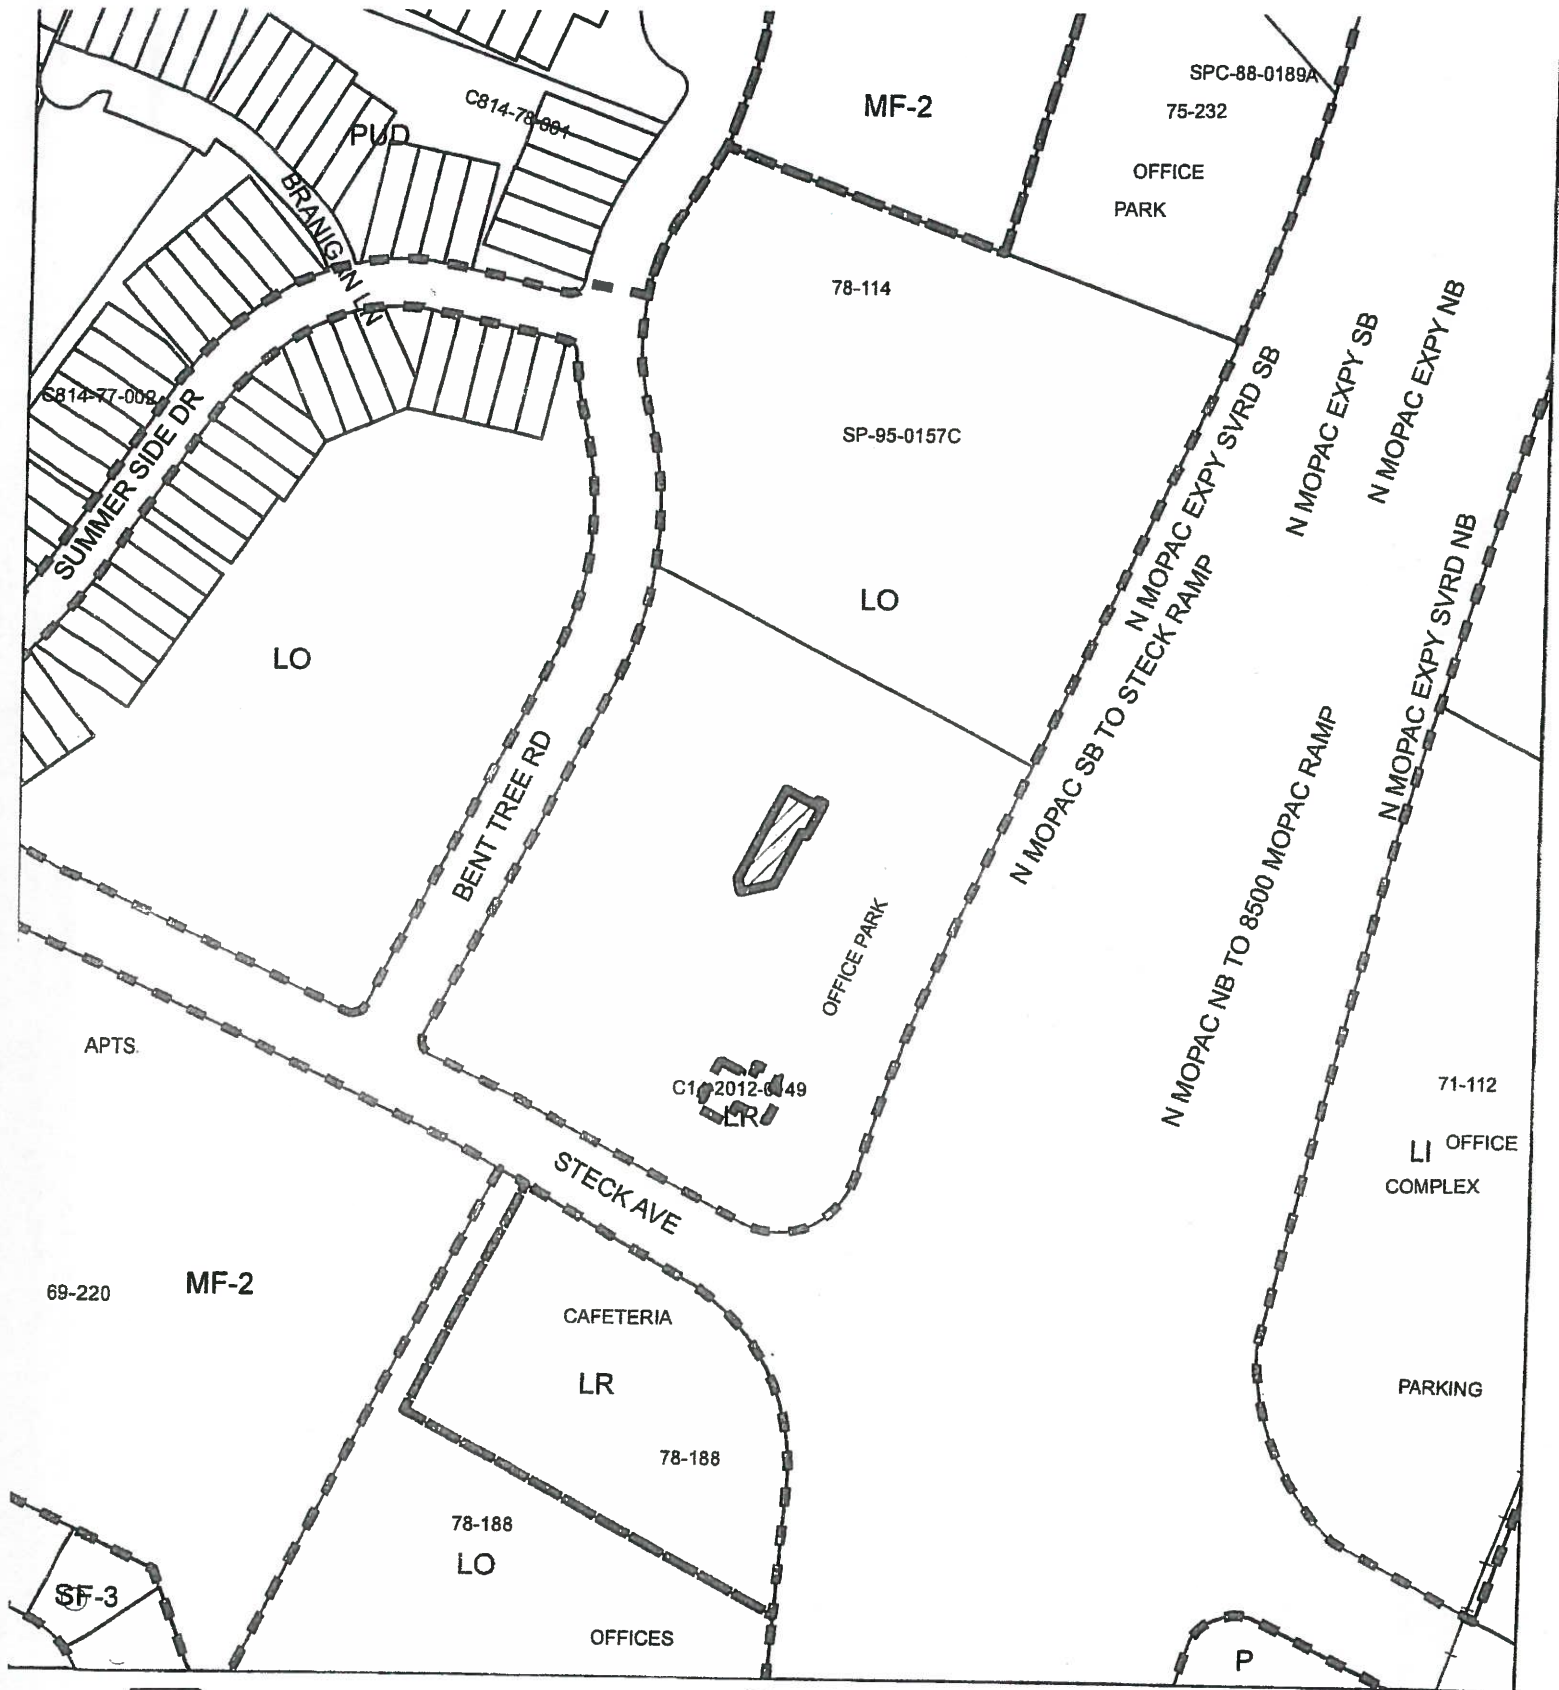 SPC-88-0189A
C814-78-001
MF-2
75-232
PUD
OFFICE
PARK
BRANIGAN LN
78-114
N MOPAC EXPY SB
N MOPAC EXPY NB
C814-77-002
SP-95-0157C
N MOPAC EXPY SVRD SB
SUMMER SIDE DR
LO
LO
N MOPAC SB TO STECK RAMP
N MOPAC EXPY SVRD NB
BENT TREE RD
N MOPAC NB TO 8500 MOPAC RAMP
OFFICE PARK
APTS.
LR
71-112
LI OFFICE
COMPLEX
STECK AVE
69-220
MF-2
CAFETERIA
LR
PARKING
78-188
78-188
LO
SF-3
OFFICES
P